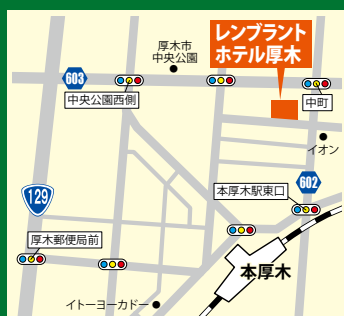 レンブラント
ホテル厚木
厚木市
中央公園
603
中央公園西側
中町
イオン
129
本厚木駅東口
602
厚木郵便局前
本厚木
イトーヨーカドー